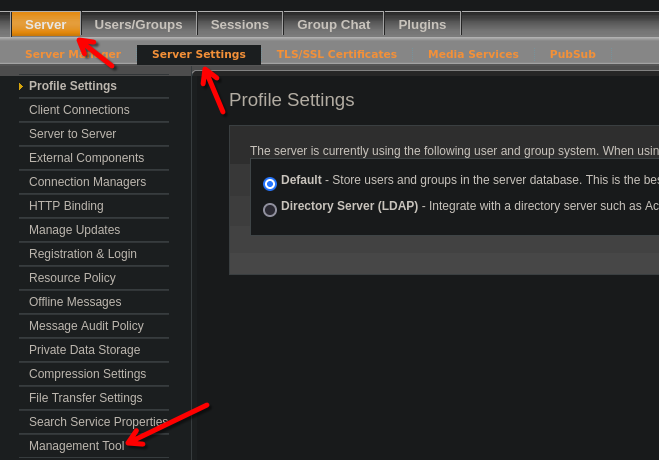 Server Users/Groups Sessions Group Chat Plugins
Server Manager Server Settings TLS/SSL Certificates Media Services PubSub
Profile Settings
Client Connections
Server to Server
External Components
Connection Managers
HTTP Binding
Manage Updates
Registration & Login
Resource Policy
Offline Messages
Message Audit Policy
Private Data Storage
Compression Settings
File Transfer Settings
Search Service Properties
Management Tool
Profile Settings
The server is currently using the following user and group system. When usin
Default - Store users and groups in the server database. This is the bes
Directory Server (LDAP) - Integrate with a directory server such as Ac